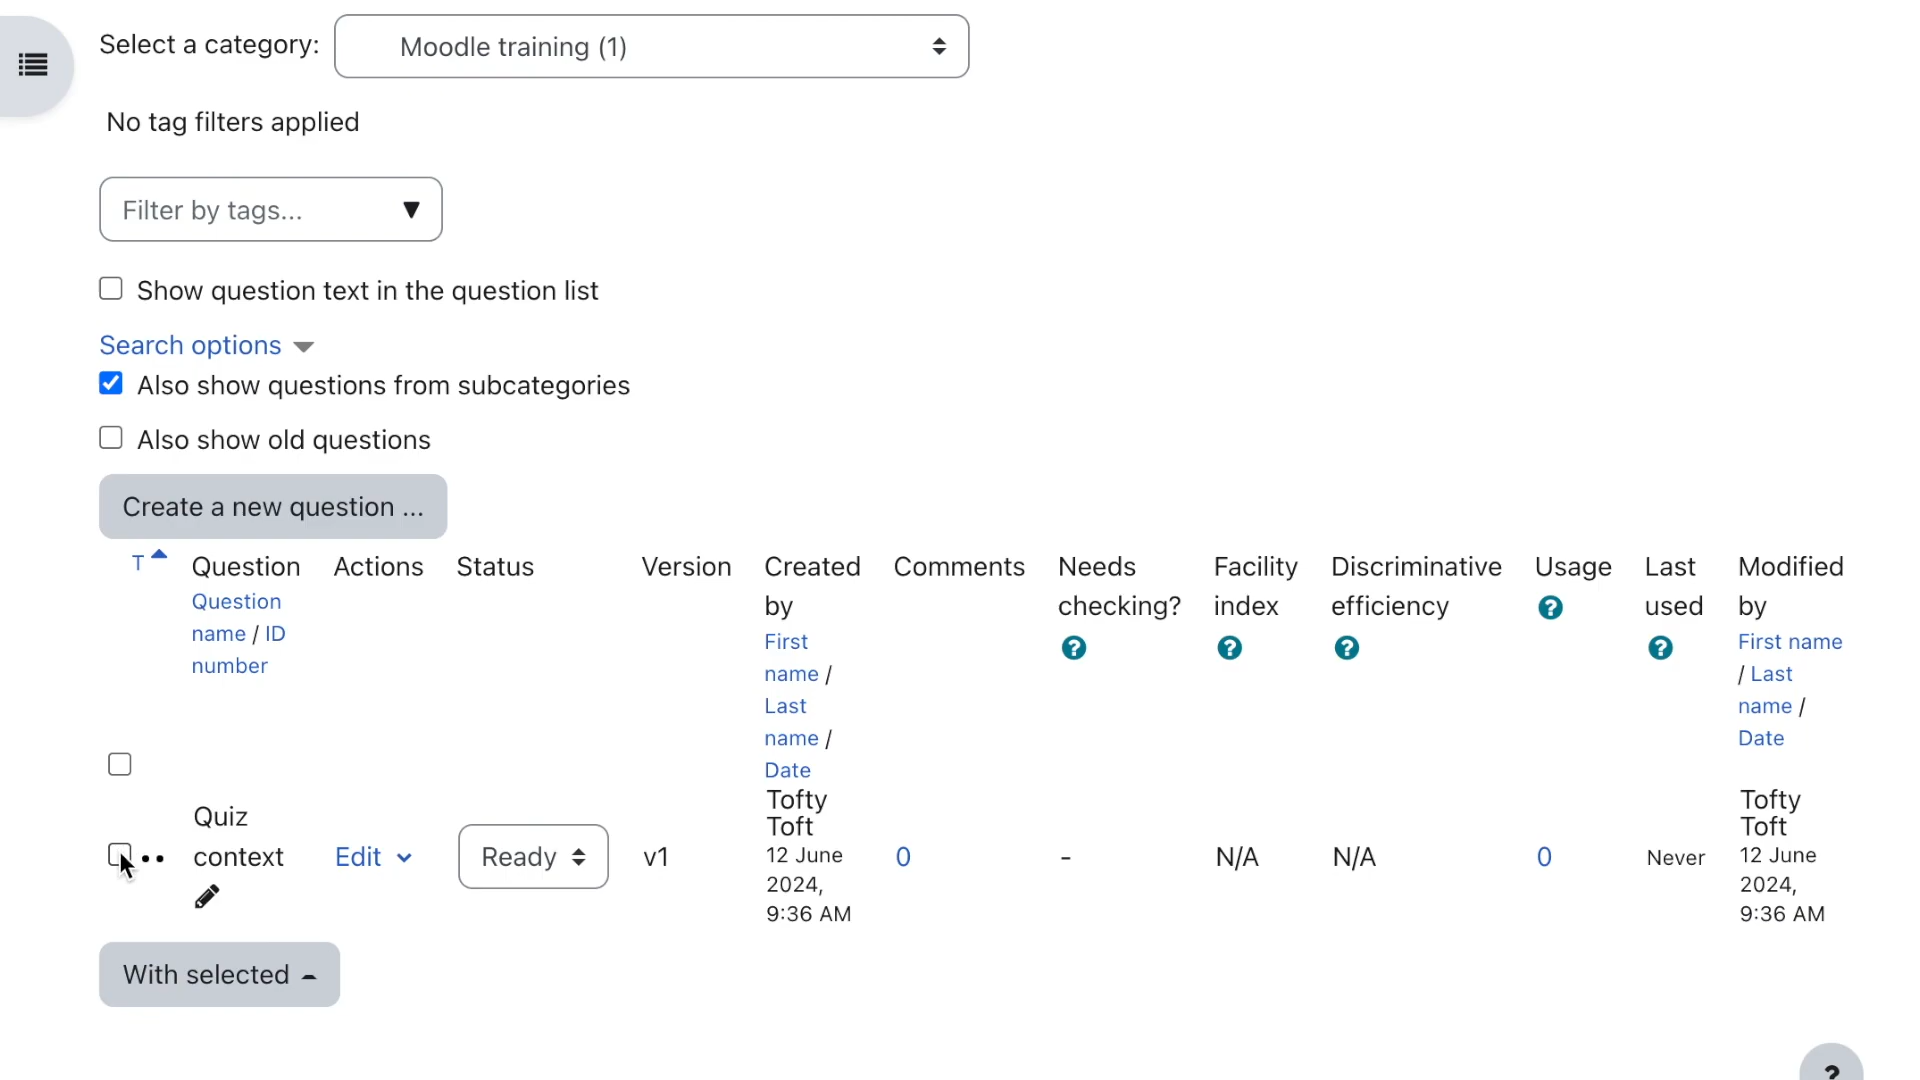 Select a category: Moodle training (1)
No tag filters applied
Filter by tags... ▼
Show question text in the question list
Search options
Also show questions from subcategories
Also show old questions
Create a new question ...
T Question Actions Status Version Created Comments Needs Facility Discriminative Usage Last Modified
by checking? index efficiency ? used by
Question
name / ID
number
First
name /
Last
name /
Date
? ? ? ?
First name
/ Last
name /
Date
Quiz
context
Edit
Ready
v1
Tofty
Toft
12 June
2024,
9:36 AM
0
-
N/A
N/A
0
Never
Tofty
Toft
12 June
2024,
9:36 AM
With selected
?